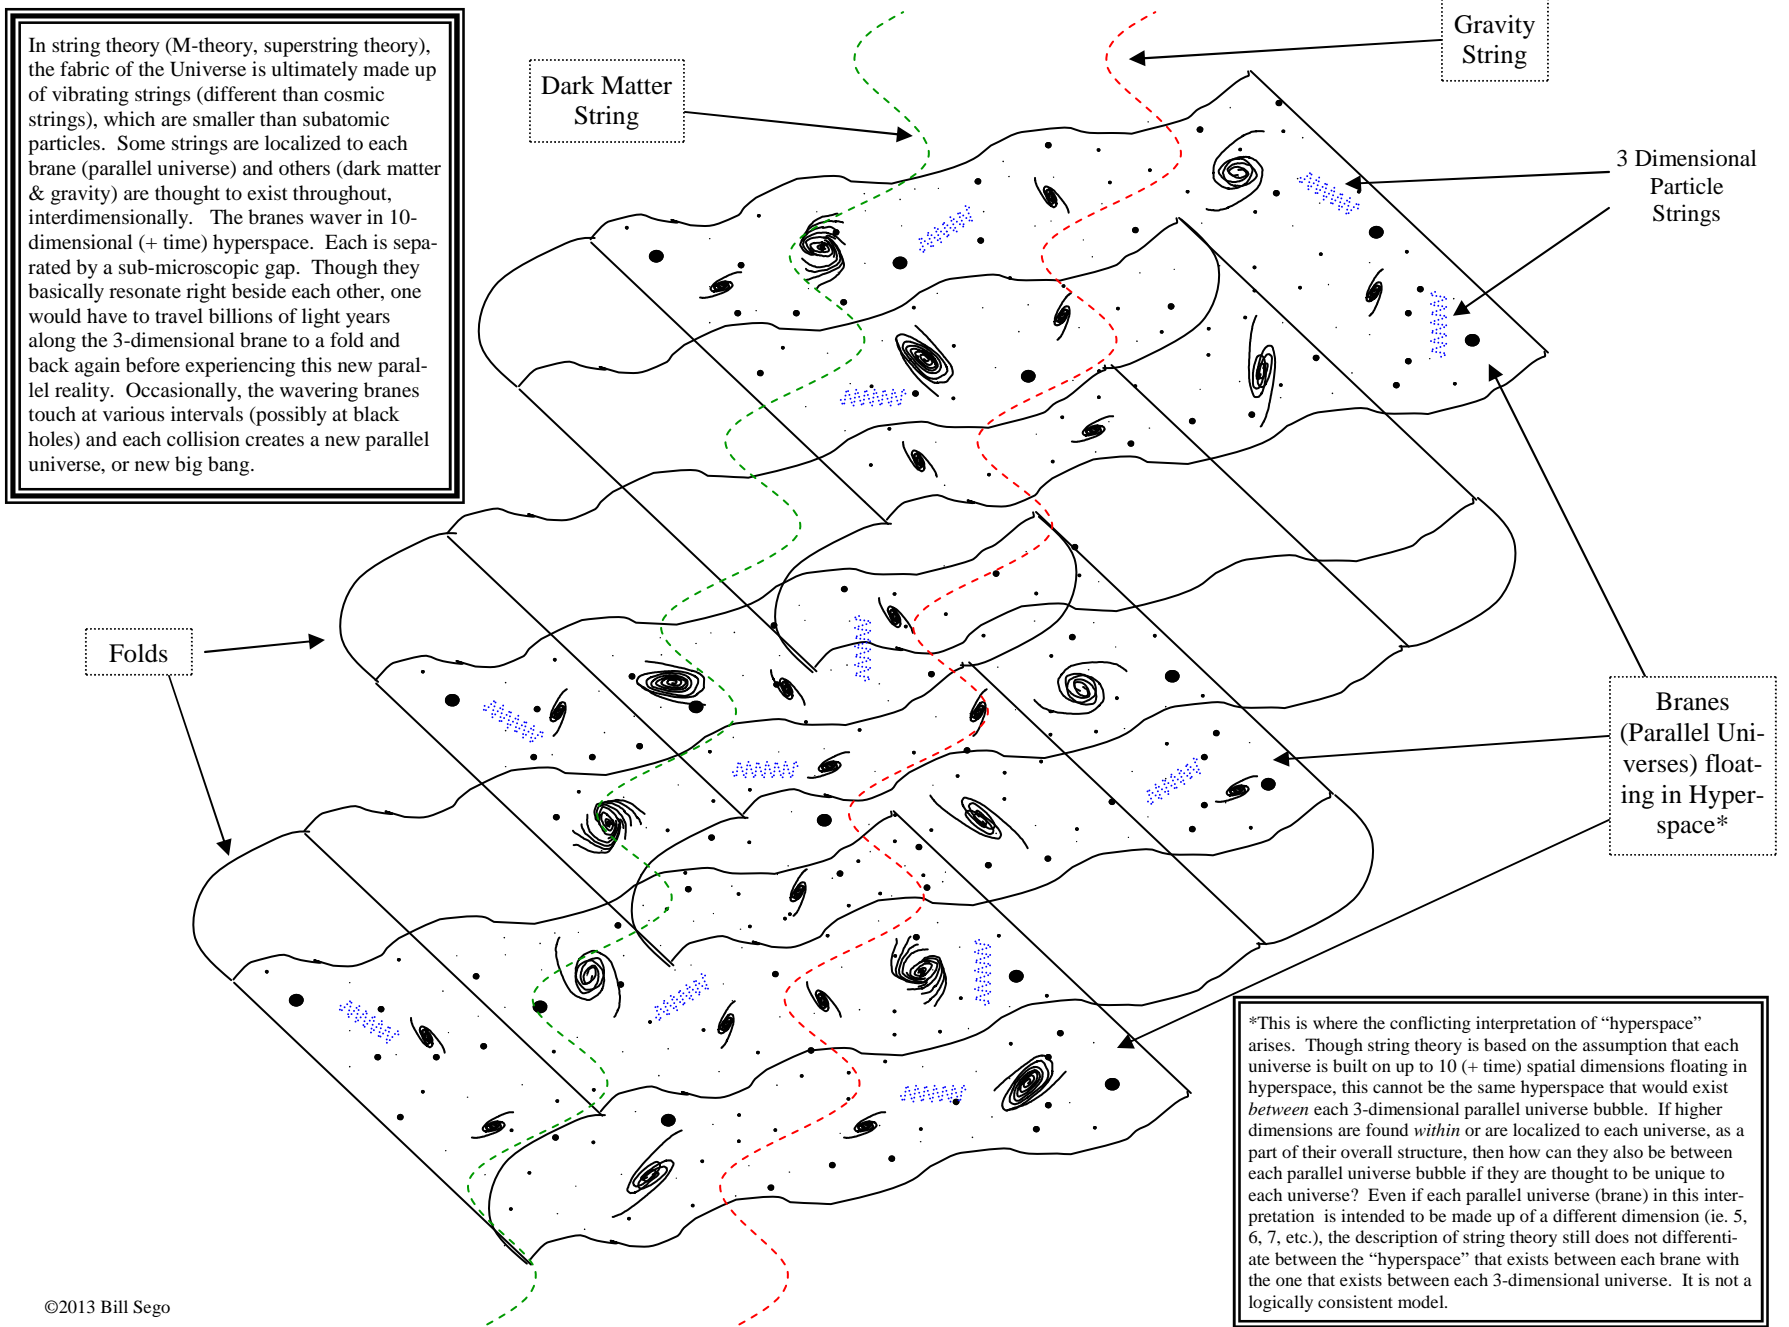 In string theory (M-theory, superstring theory),
the fabric of the Universe is ultimately made up
of vibrating strings (different than cosmic
strings), which are smaller than subatomic
particles.  Some strings are localized to each
brane (parallel universe) and others (dark matter
& gravity) are thought to exist throughout,
interdimensionally.   The branes waver in 10-
dimensional (+ time) hyperspace.  Each is sepa-
rated by a sub-microscopic gap.  Though they
basically resonate right beside each other, one
would have to travel billions of light years
along the 3-dimensional brane to a fold and
back again before experiencing this new paral-
lel reality.  Occasionally, the wavering branes
touch at various intervals (possibly at black
holes) and each collision creates a new parallel
universe, or new big bang.
Dark Matter
String
Gravity
String
3 Dimensional
Particle
Strings
Folds
Branes
(Parallel Uni-
verses) float-
ing in Hyper-
space*
*This is where the conflicting interpretation of “hyperspace”
arises.  Though string theory is based on the assumption that each
universe is built on up to 10 (+ time) spatial dimensions floating in
hyperspace, this cannot be the same hyperspace that would exist
between each 3-dimensional parallel universe bubble.  If higher
dimensions are found within or are localized to each universe, as a
part of their overall structure, then how can they also be between
each parallel universe bubble if they are thought to be unique to
each universe?  Even if each parallel universe (brane) in this inter-
pretation  is intended to be made up of a different dimension (ie. 5,
6, 7, etc.), the description of string theory still does not differenti-
ate between the “hyperspace” that exists between each brane with
the one that exists between each 3-dimensional universe.  It is not a
logically consistent model.
©2013 Bill Sego